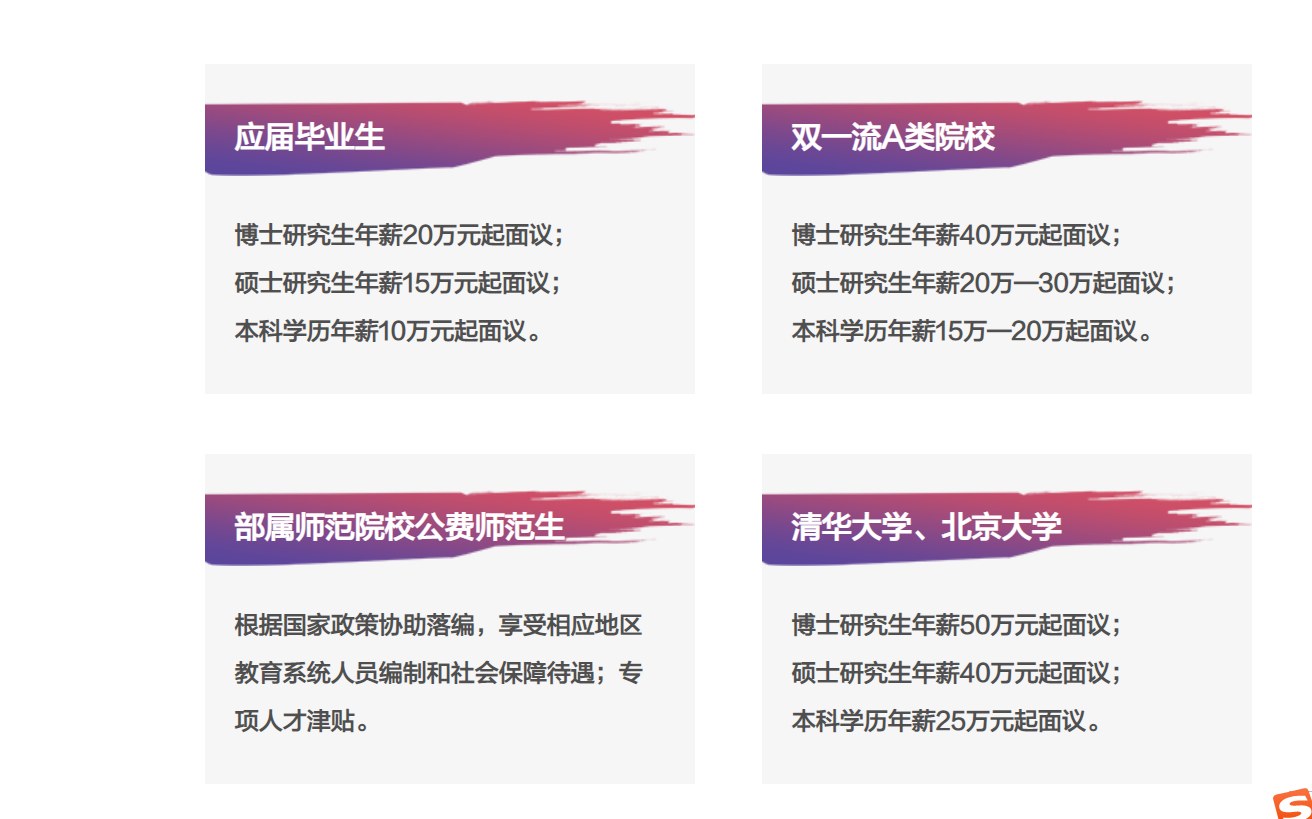 应届毕业生
博士研究生年薪20万元起面议；
硕士研究生年薪15万元起面议；
本科学历年薪10万元起面议。
双一流A类院校
博士研究生年薪40万元起面议；
硕士研究生年薪20万—30万起面议；
本科学历年薪15万—20万起面议。
部属师范院校公费师范生
根据国家政策协助落编，享受相应地区
教育系统人员编制和社会保障待遇；专
项人才津贴。
清华大学、北京大学
博士研究生年薪50万元起面议；
硕士研究生年薪40万元起面议；
本科学历年薪25万元起面议。